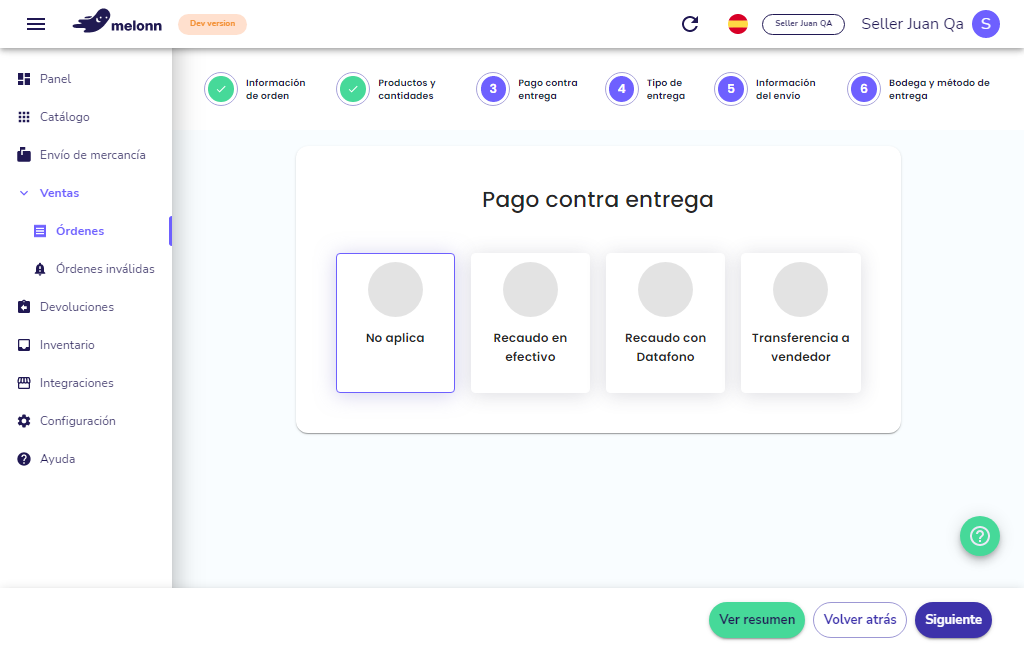 melonn
Dev version
Seller Juan QA
Seller Juan Qa
S
Panel
Catálogo
Envío de mercancía
Ventas
Órdenes
Órdenes inválidas
Devoluciones
Inventario
Integraciones
Configuración
Ayuda
Información
de orden
Productos y
cantidades
3
Pago contra
entrega
4
Tipo de
entrega
5
Información
del envio
6
Bodega y método de
entrega
Pago contra entrega
No aplica
Recaudo en
efectivo
Recaudo con
Datafono
Transferencia a
vendedor
Ver resumen
Volver atrás
Siguiente